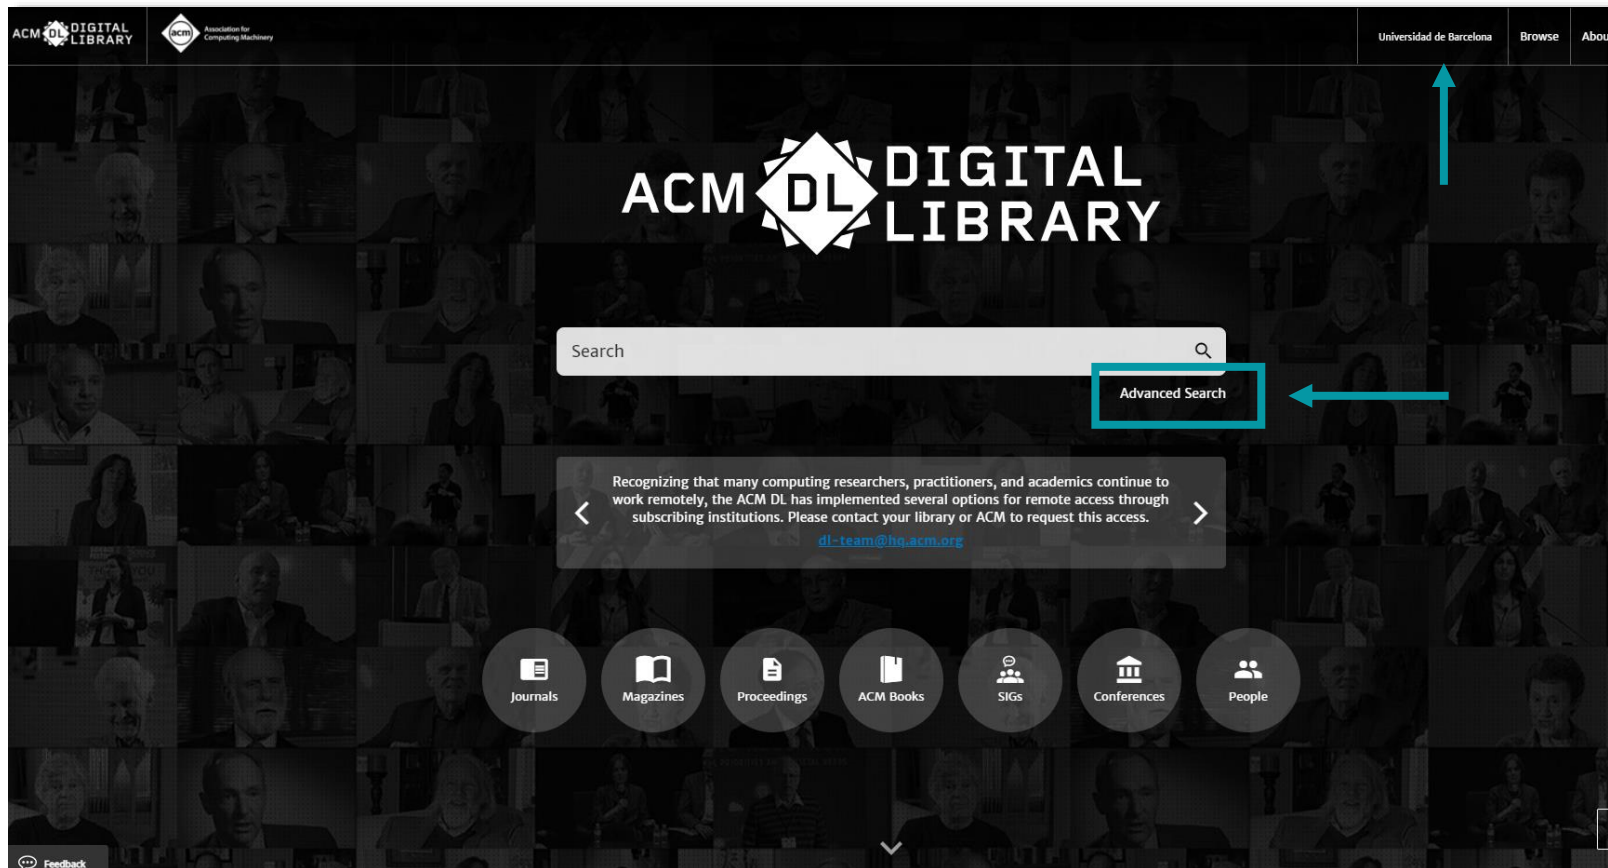 ACM DL DIGITAL LIBRARY
acm Association for Computing Machinery
Universidad de Barcelona
Browse
ACM DL DIGITAL
LIBRARY
Search
Advanced Search
Recognizing that many computing researchers, practitioners, and academics continue to
work remotely, the ACM DL has implemented several options for remote access through
subscribing institutions. Please contact your library or ACM to request this access.
dl-team@hq.acm.org
Journals
Magazines
Proceedings
ACM Books
SIGs
Conferences
People
Feedback